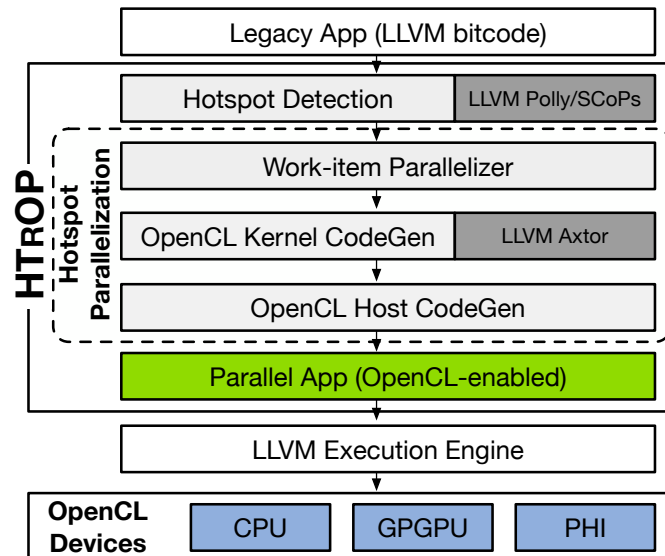 Legacy App (LLVM bitcode)
HTROP
Hotspot Detection
LLVM Polly/SCoPs
Hotspot
Parallelization
Work-item Parallelizer
OpenCL Kernel CodeGen
LLVM Axtor
OpenCL Host CodeGen
Parallel App (OpenCL-enabled)
LLVM Execution Engine
OpenCL
Devices
CPU
GPGPU
PHI